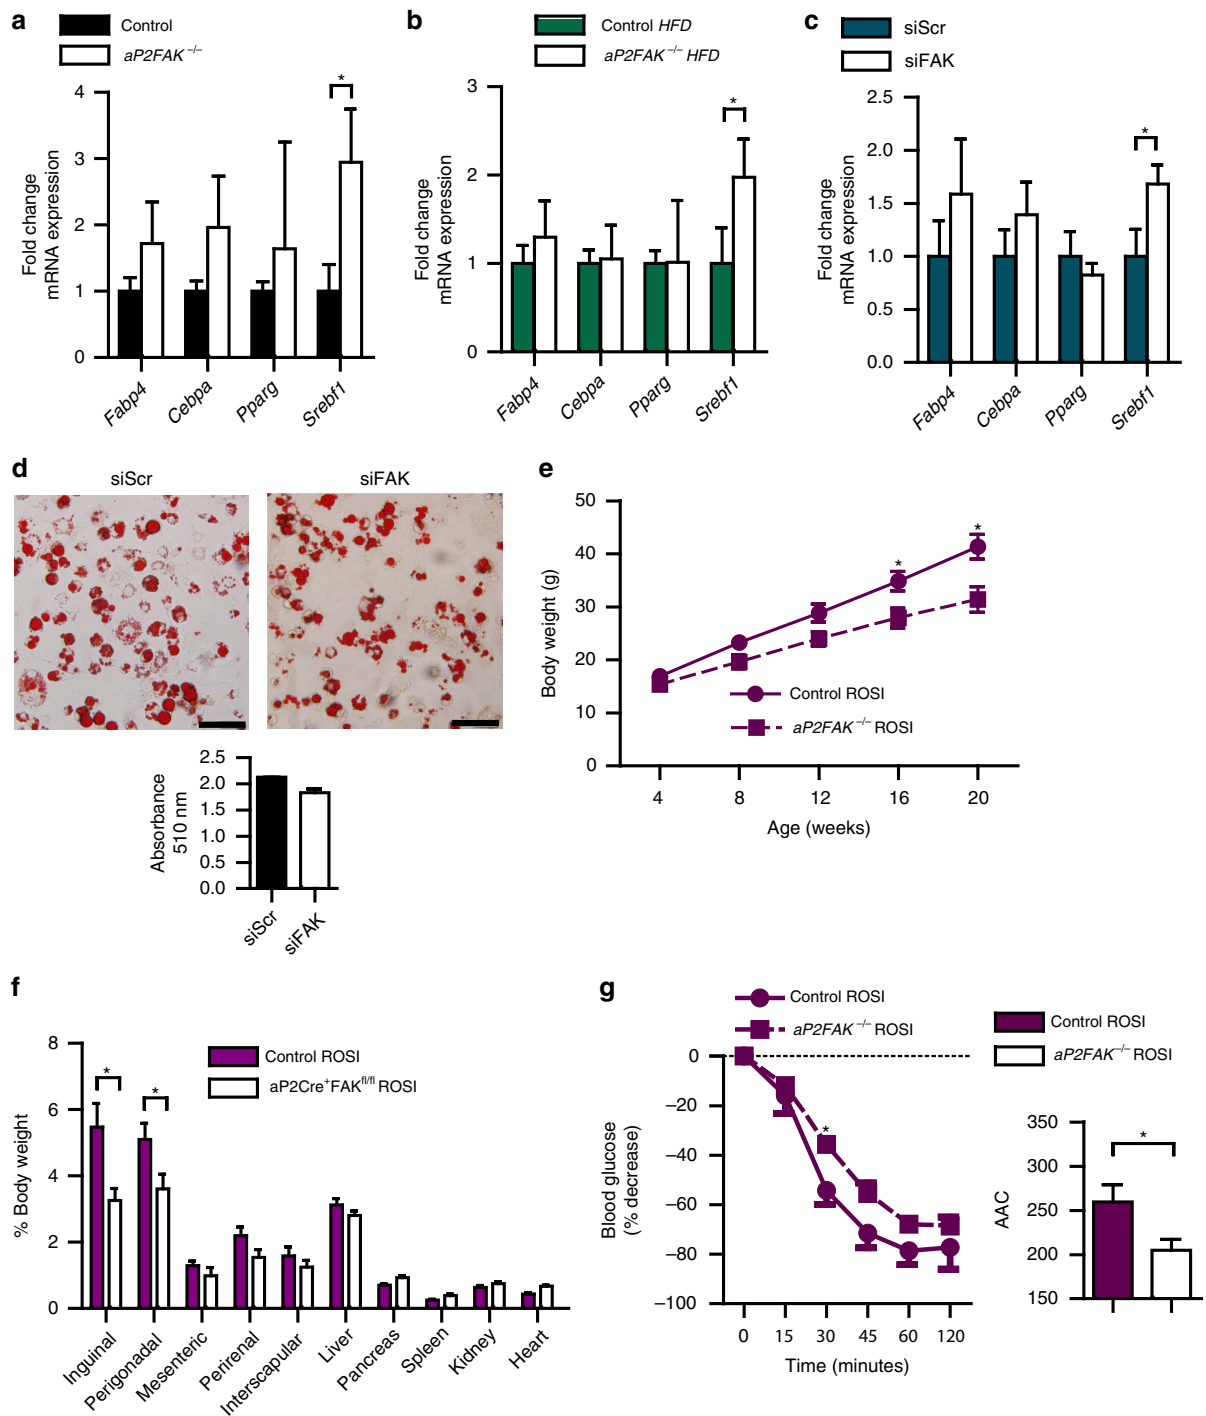 a
Control
aP2FAK –/–
4
3
2
1
0
Fold change
mRNA expression
*
Fabp4
Cebpa
Pparg
Srebf1
b
Control HFD
aP2FAK –/– HFD
3
2
1
0
Fold change
mRNA expression
*
Fabp4
Cebpa
Pparg
Srebf1
c
siScr
siFAK
2.5
2.0
1.5
1.0
0.5
0.0
Fold change
mRNA expression
*
Fabp4
Cebpa
Pparg
Srebf1
d
siScr
siFAK
2.5
2.0
1.5
1.0
0.5
0.0
Absorbance
510 nm
siScr
siFAK
e
50
40
30
20
10
0
Body weight (g)
*
*
Control ROSI
aP2FAK –/– ROSI
4
8
12
16
20
Age (weeks)
f
8
6
4
2
0
% Body weight
Control ROSI
aP2Cre+FAKfl/fl ROSI
*
*
Inguinal
Perigonadal
Mesenteric
Perirenal
Interscapular
Liver
Pancreas
Spleen
Kidney
Heart
g
Control ROSI
aP2FAK –/– ROSI
0
–20
–40
–60
–80
–100
Blood glucose
(% decrease)
*
0
15
30
45
60
120
Time (minutes)
Control ROSI
aP2FAK–/– ROSI
350
300
250
200
150
AAC
*